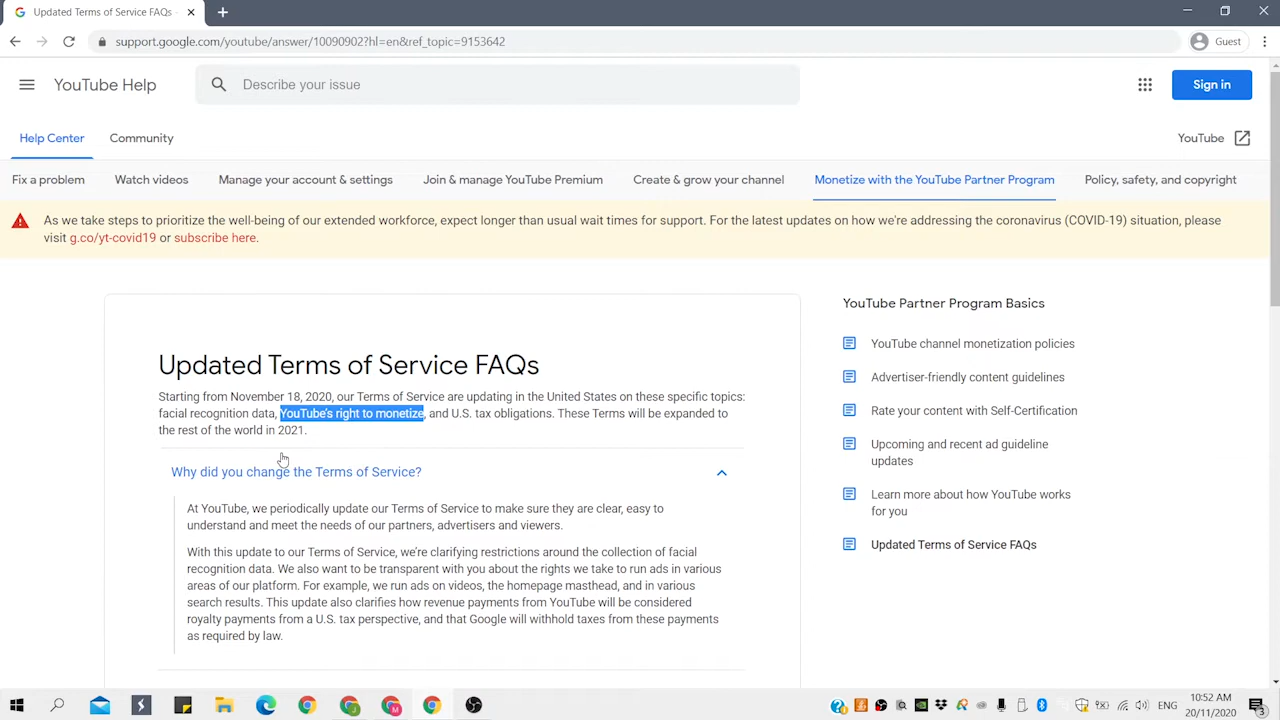 Updated Terms of Service FAQs -
support.google.com/youtube/answer/10090902?hl=en&ref_topic=9153642
Guest
YouTube Help
Describe your issue
Sign in
Help Center
Community
YouTube
Fix a problem
Watch videos
Manage your account & settings
Join & manage YouTube Premium
Create & grow your channel
Monetize with the YouTube Partner Program
Policy, safety, and copyright
As we take steps to prioritize the well-being of our extended workforce, expect longer than usual wait times for support. For the latest updates on how we're addressing the coronavirus (COVID-19) situation, please
visit g.co/yt-covid19 or subscribe here.
Updated Terms of Service FAQs
Starting from November 18, 2020, our Terms of Service are updating in the United States on these specific topics:
facial recognition data, YouTube's right to monetize, and U.S. tax obligations. These Terms will be expanded to
the rest of the world in 2021.
Why did you change the Terms of Service?
At YouTube, we periodically update our Terms of Service to make sure they are clear, easy to
understand and meet the needs of our partners, advertisers and viewers.
With this update to our Terms of Service, we're clarifying restrictions around the collection of facial
recognition data. We also want to be transparent with you about the rights we take to run ads in various
areas of our platform. For example, we run ads on videos, the homepage masthead, and in various
search results. This update also clarifies how revenue payments from YouTube will be considered
royalty payments from a U.S. tax perspective, and that Google will withhold taxes from these payments
as required by law.
YouTube Partner Program Basics
YouTube channel monetization policies
Advertiser-friendly content guidelines
Rate your content with Self-Certification
Upcoming and recent ad guideline
updates
Learn more about how YouTube works
for you
Updated Terms of Service FAQs
ENG
10:52 AM
20/11/2020
3